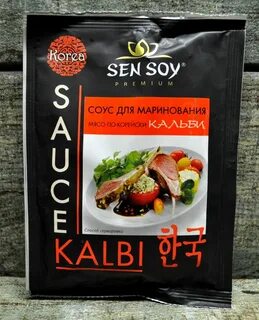 Korea
SEN SOY®
PREMIUM
СОУС ДЛЯ МАРИНОВАНИЯ
МЯСО ПО-КОРЕЙСКИ КАЛЬБИ
SAUCE
KALBI 한국